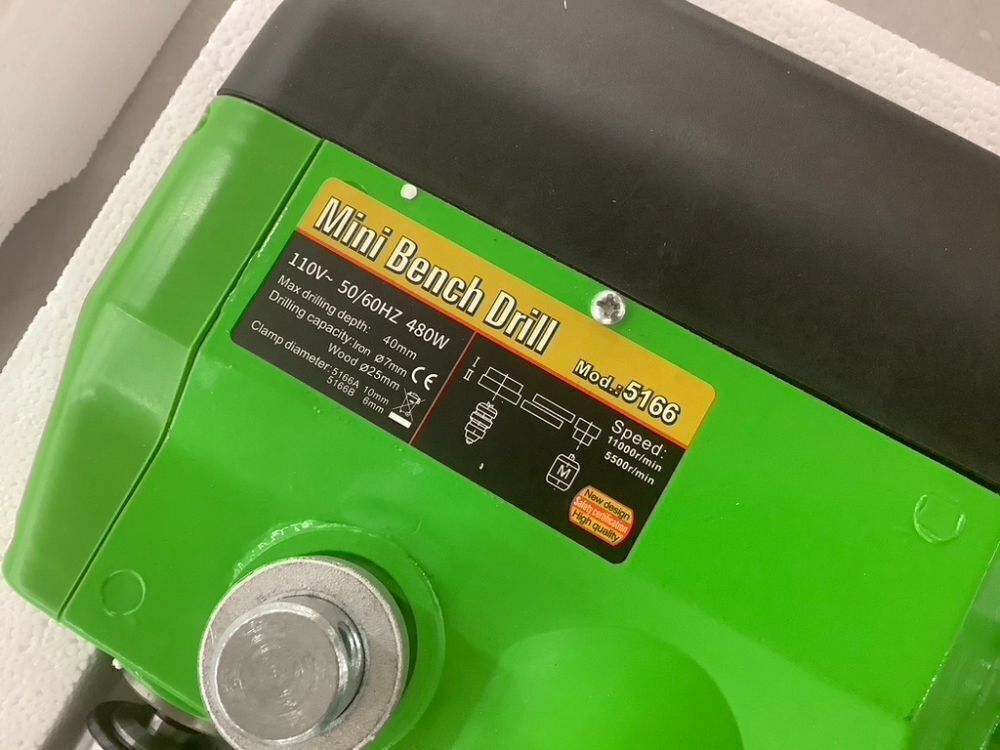 Mini Bench Drill
Mod.: 5166
110V~ 50/60HZ 480W
Max drilling depth: 40mm
Drilling capacity: Iron Ø7mm
Wood Ø25mm
Clamp diameter: 5166A 10mm
5166B 6mm
CE
I
II
M
Speed:
11000r/min
5500r/min
New design
Safety certification
High quality